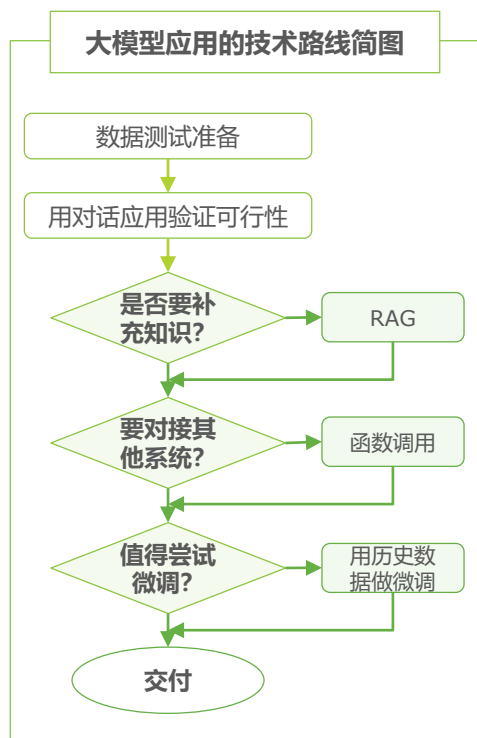 大模型应用的技术路线简图
数据测试准备
用对话应用验证可行性
是否要补
充知识？
RAG
要对接其
他系统？
函数调用
值得尝试
微调？
用历史数
据做微调
交付